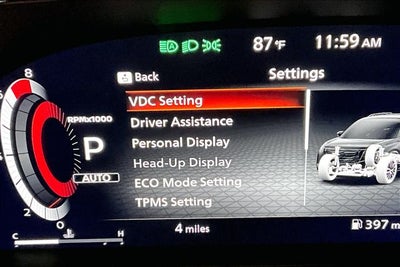 87°F
11:59 AM
8
Back
Settings
VDC Setting
RPMx1000
Driver Assistance
P
Personal Display
Head-Up Display
AUTO
ECO Mode Setting
2
TPMS Setting
0
C H
4 miles
397 m